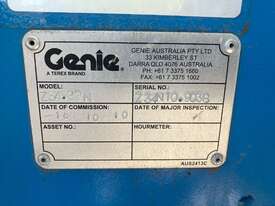 Genie
A TEREX BRAND
GENIE AUSTRALIA PTY LTD
33 KIMBERLEY ST
DARRA QLD 4076 AUSTRALIA
PH: +61 7 3375 1660
FAX: +61 7 3375 1002
MODEL:
SERIAL NO:
DATE OF COMMISSION:
DATE OF MAJOR INSPECTION:
10 10
ASSET NO:
HOURMETER:
AUS2413C